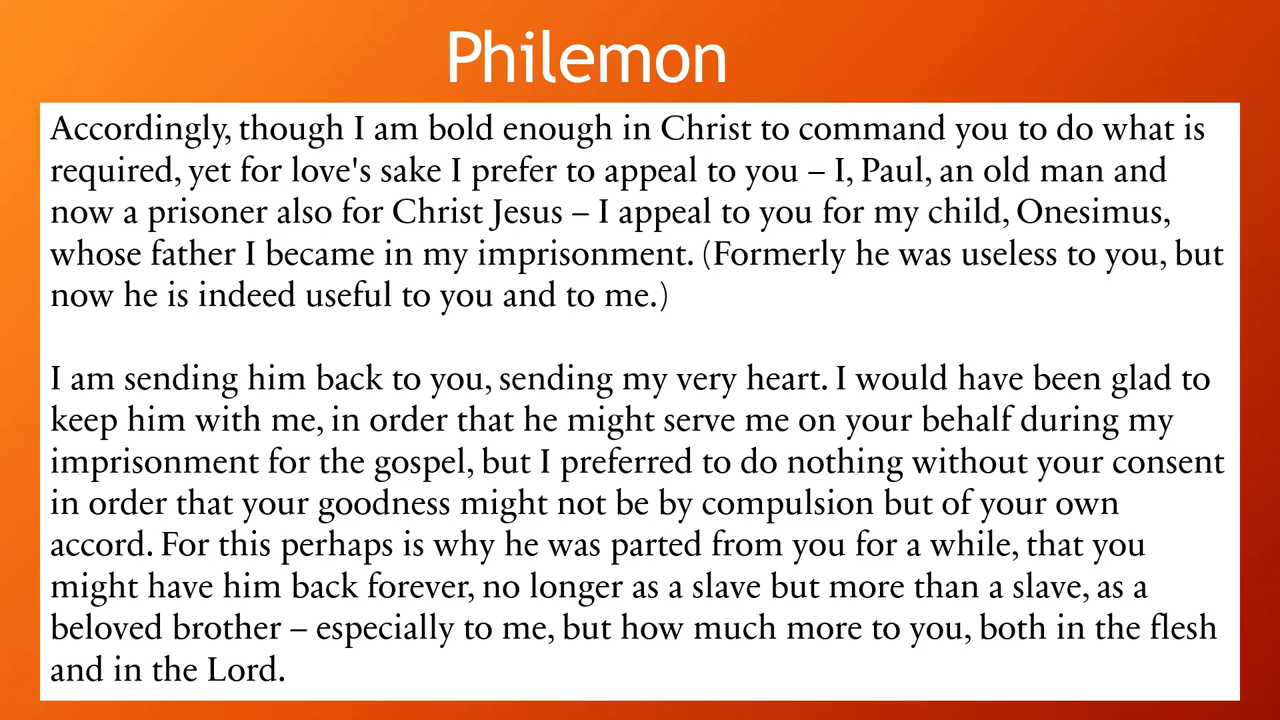 Philemon
Accordingly, though I am bold enough in Christ to command you to do what is
required, yet for love's sake I prefer to appeal to you – I, Paul, an old man and
now a prisoner also for Christ Jesus – I appeal to you for my child, Onesimus,
whose father I became in my imprisonment. (Formerly he was useless to you, but
now he is indeed useful to you and to me.)
I am sending him back to you, sending my very heart. I would have been glad to
keep him with me, in order that he might serve me on your behalf during my
imprisonment for the gospel, but I preferred to do nothing without your consent
in order that your goodness might not be by compulsion but of your own
accord. For this perhaps is why he was parted from you for a while, that you
might have him back forever, no longer as a slave but more than a slave, as a
beloved brother – especially to me, but how much more to you, both in the flesh
and in the Lord.